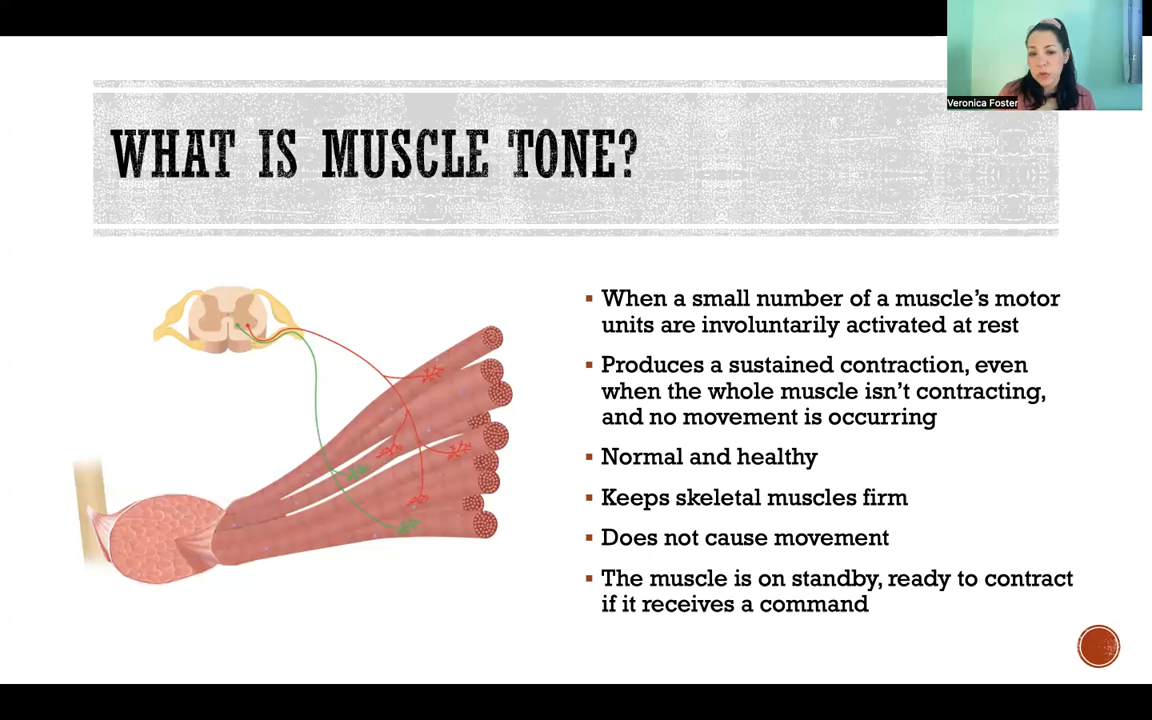 Veronica Foster
WHAT IS MUSCLE TONE?
▪ When a small number of a muscle’s motor
units are involuntarily activated at rest
▪ Produces a sustained contraction, even
when the whole muscle isn’t contracting,
and no movement is occurring
▪ Normal and healthy
▪ Keeps skeletal muscles firm
▪ Does not cause movement
▪ The muscle is on standby, ready to contract
if it receives a command